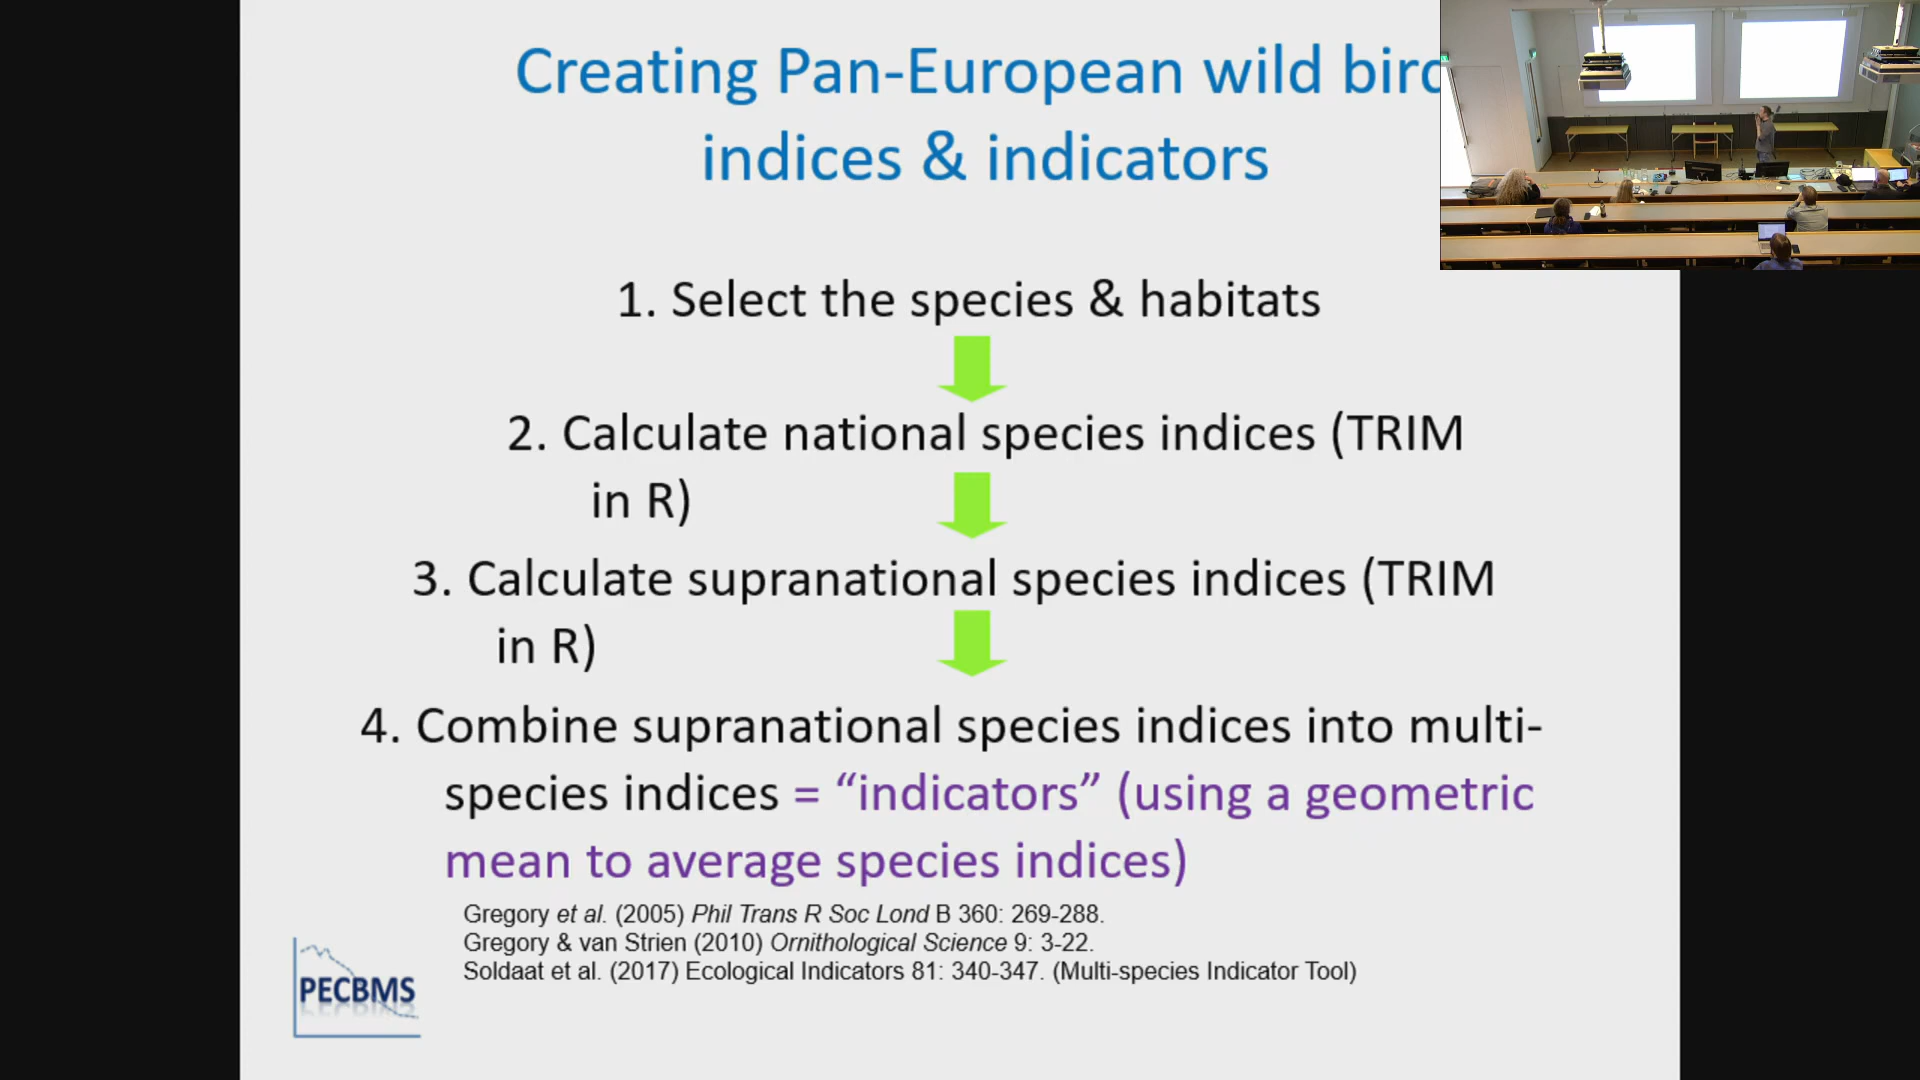 Creating Pan-European wild bird
indices & indicators
1. Select the species & habitats
2. Calculate national species indices (TRIM
in R)
3. Calculate supranational species indices (TRIM
in R)
4. Combine supranational species indices into multi-
species indices = “indicators” (using a geometric
mean to average species indices)
Gregory et al. (2005) Phil Trans R Soc Lond B 360: 269-288.
Gregory & van Strien (2010) Ornithological Science 9: 3-22.
Soldaat et al. (2017) Ecological Indicators 81: 340-347. (Multi-species Indicator Tool)
PECBMS